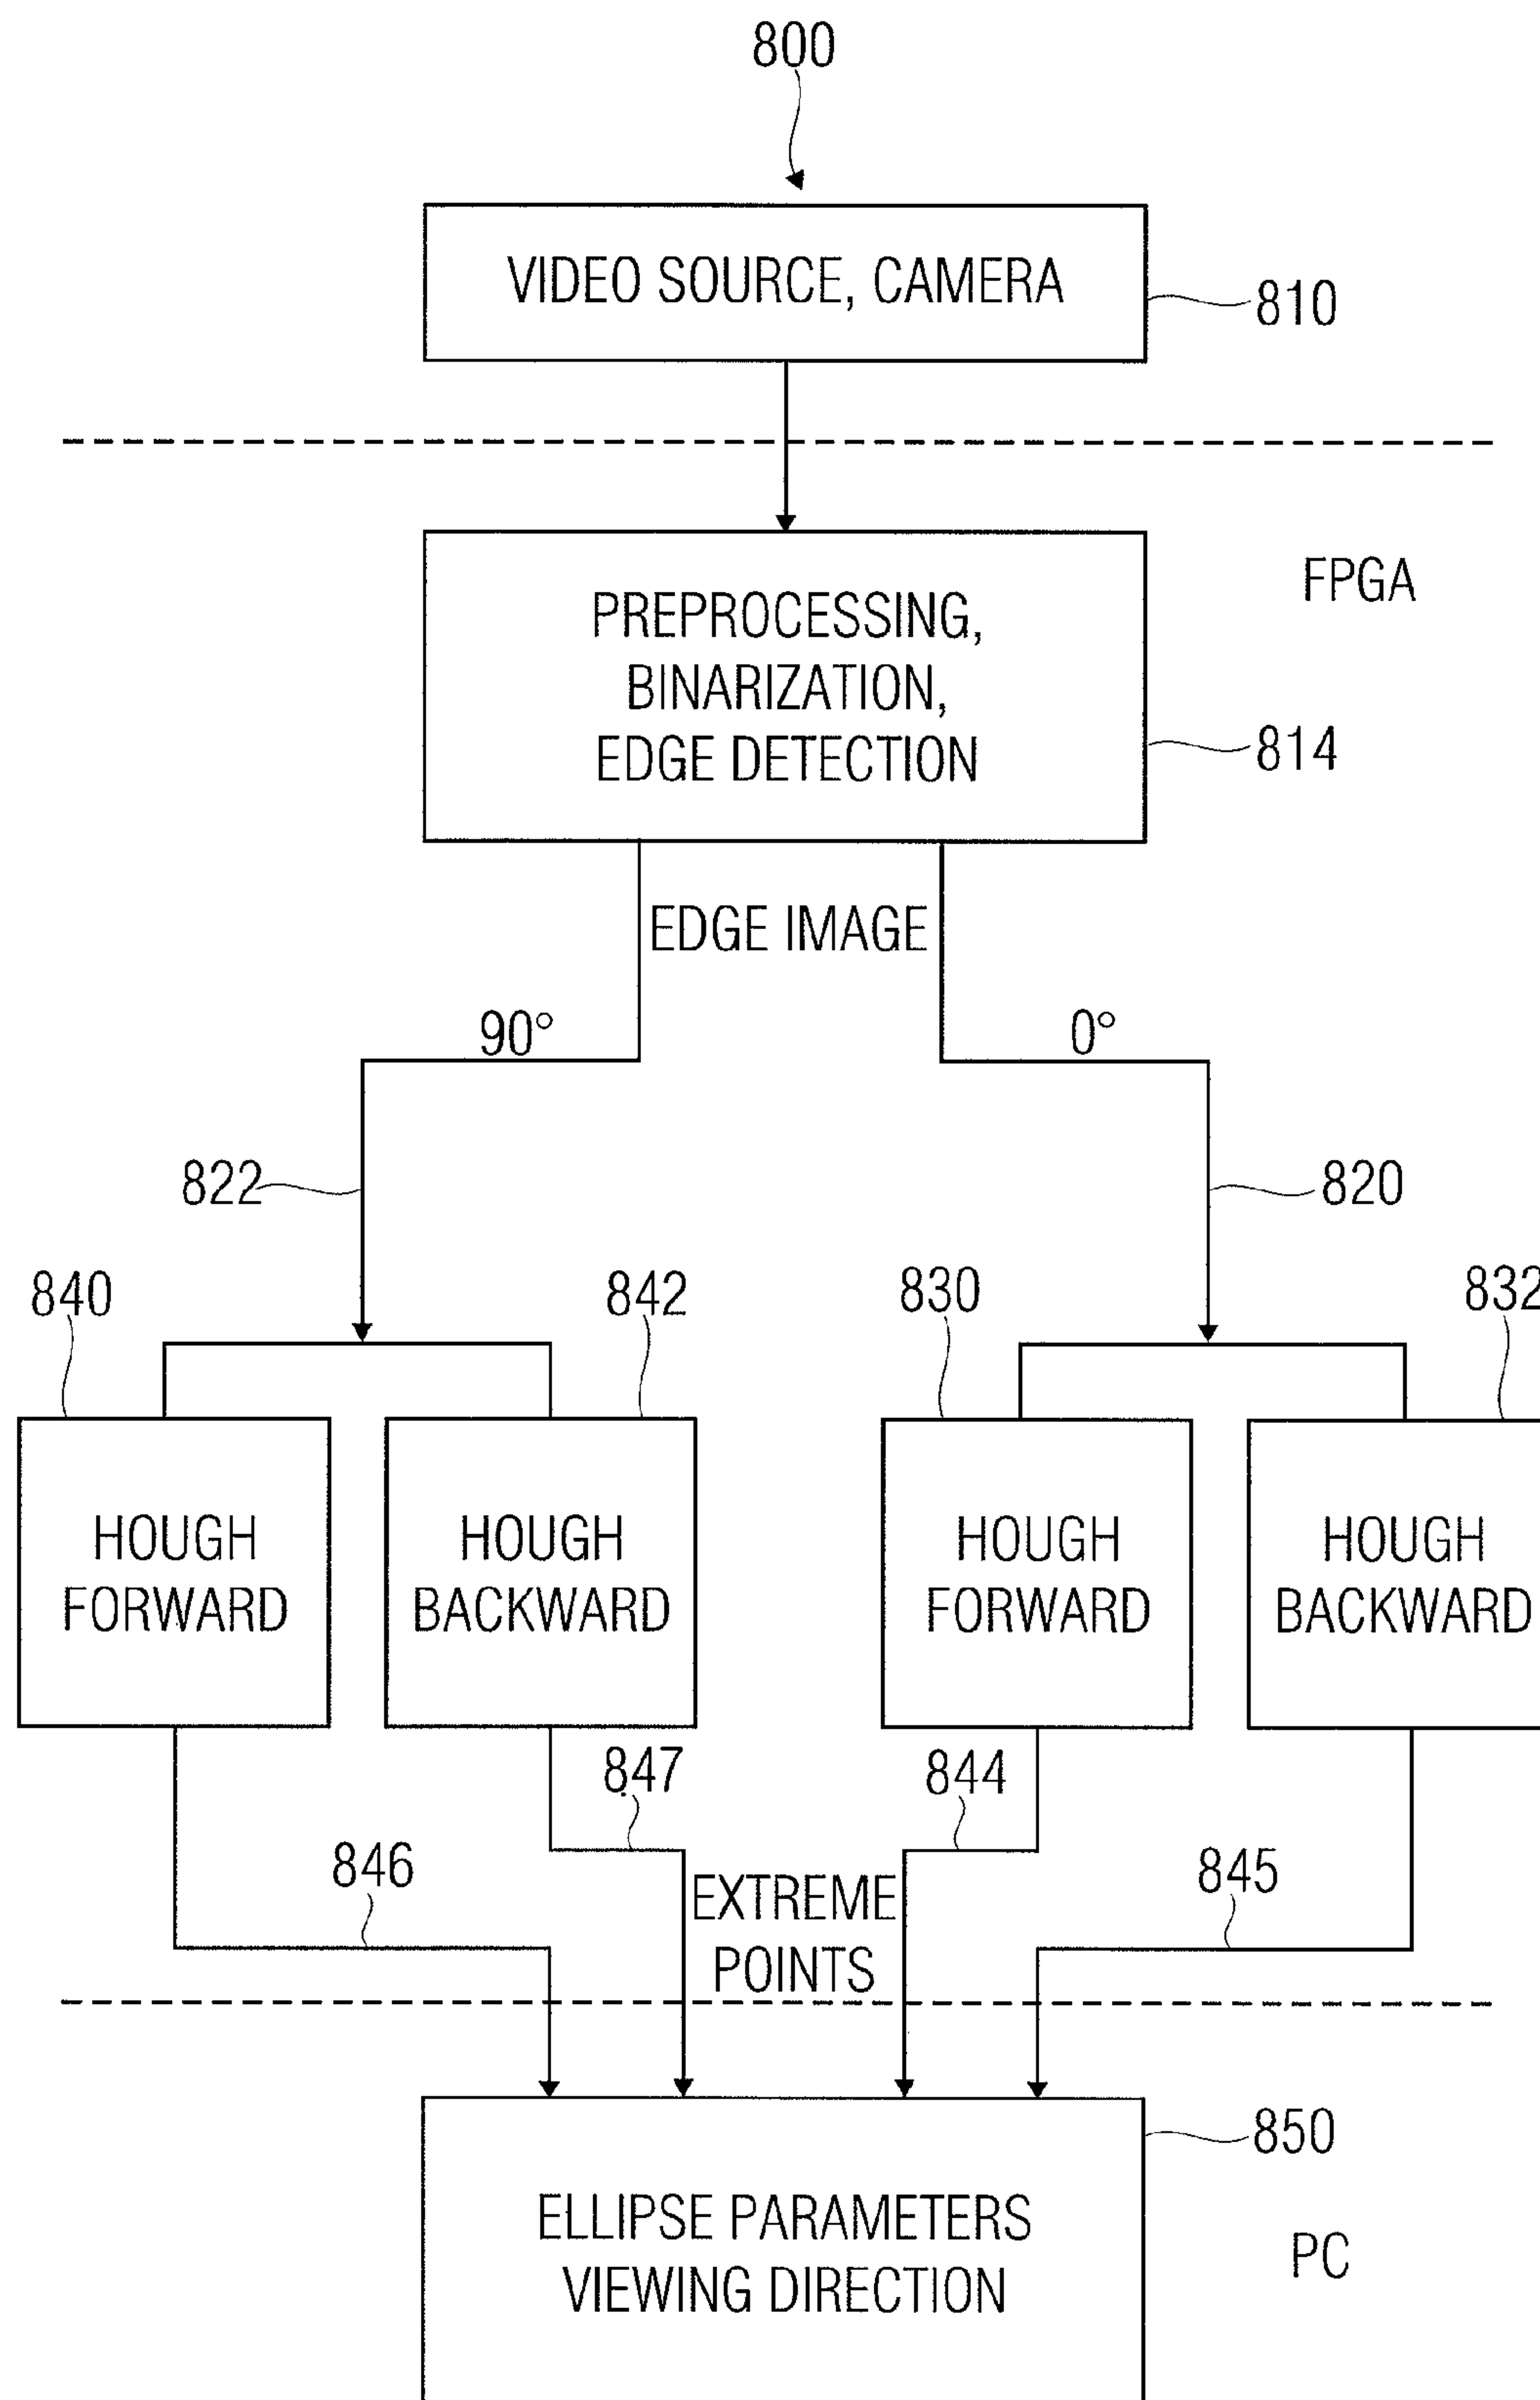 800
VIDEO SOURCE, CAMERA
810
FPGA
PREPROCESSING,
BINARIZATION,
EDGE DETECTION
814
EDGE IMAGE
90°
0°
822
820
840
842
830
832
HOUGH
FORWARD
HOUGH
BACKWARD
HOUGH
FORWARD
HOUGH
BACKWARD
847
844
846
845
EXTREME
POINTS
850
ELLIPSE PARAMETERS
VIEWING DIRECTION
PC